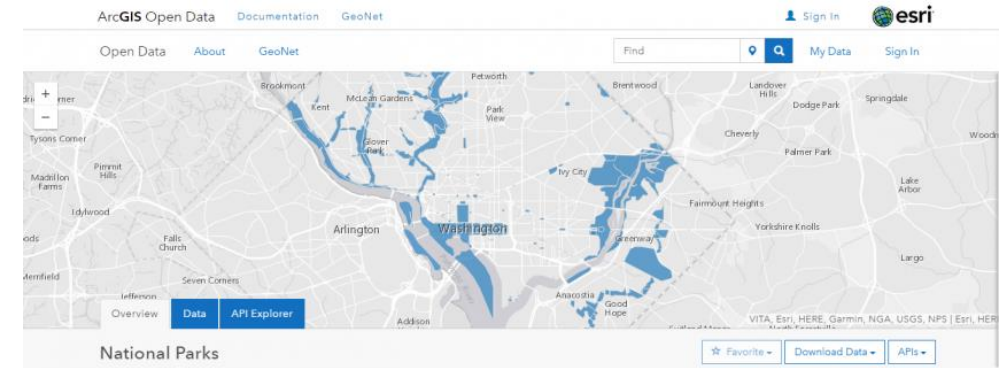 ArcGIS Open Data Documentation GeoNet Sign In esri
Open Data About GeoNet Find My Data Sign In
+
−
Petworth
Brookmont
Brentwood
Landover
Hills
McLean Gardens
Kent
Springdale
Dodge Park
Park
View
Tysons Corner
Cheverly
Glover
Park
Palmer Park
Pimmit
Hills
Ivy City
Madrillon
Farms
Lake
Arbor
Fairmount Heights
Idylwood
Arlington
Washington
Yorkshire Knolls
Falls
Church
Greenway
Largo
Merrifield
Seven Corners
Jefferson
Anacostia
Good
Hope
Addison
VITA, Esri, HERE, Garmin, NGA, USGS, NPS | Esri, HER
Overview Data API Explorer
National Parks Favorite Download Data APIs